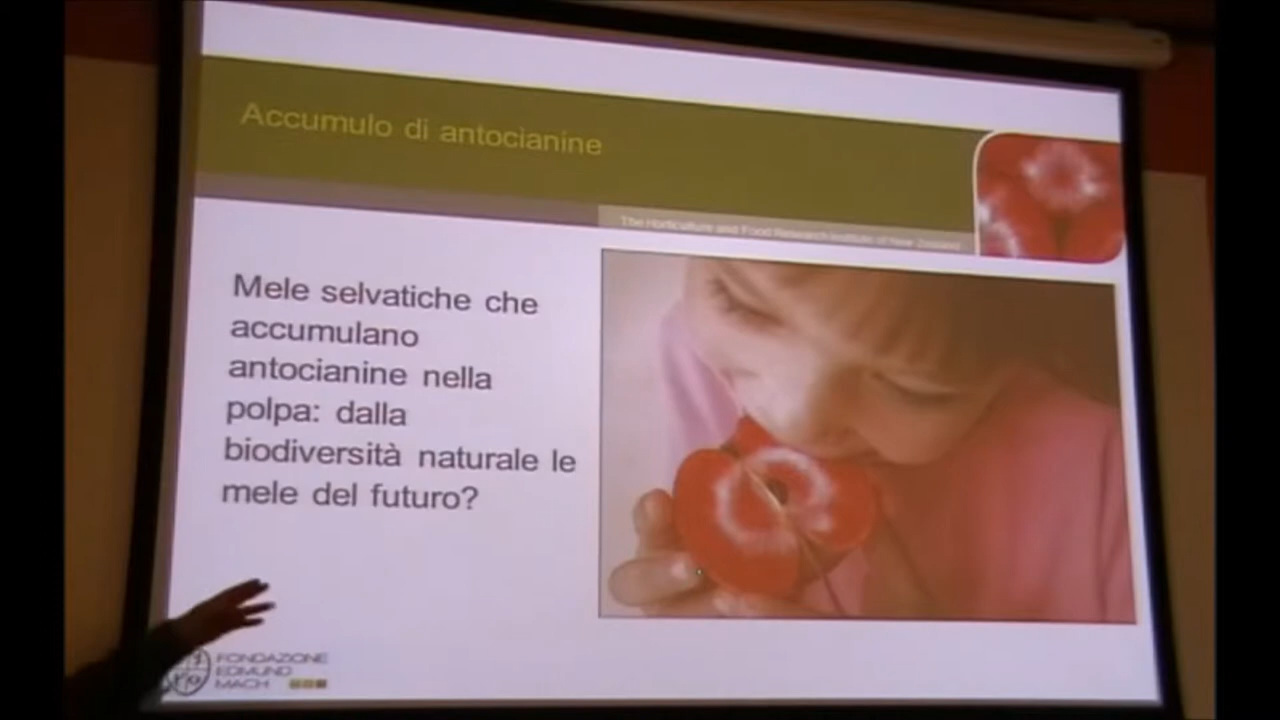 Accumulo di antocianine
The Horticulture and Food Research Institute of New Zealand
Mele selvatiche che
accumulano
antocianine nella
polpa: dalla
biodiversità naturale le
mele del futuro?
FONDAZIONE
EDMUND
MACH